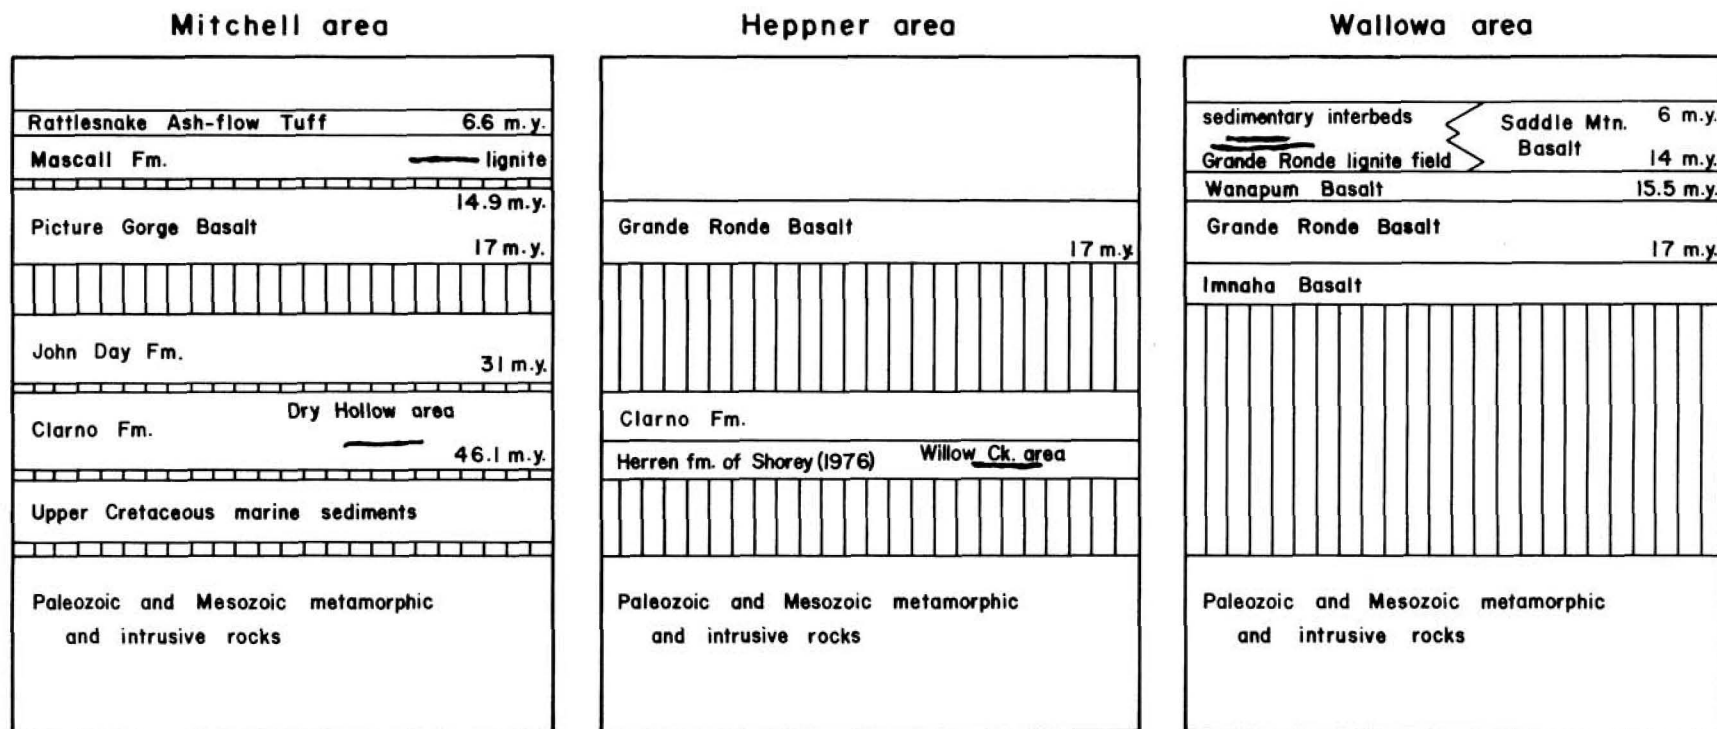 Mitchell area
Rattlesnake Ash-flow Tuff 6.6 m.y.
Mascall Fm. lignite
14.9 m.y.
Picture Gorge Basalt
17 m.y.
John Day Fm.
31 m.y.
Dry Hollow area
Clarno Fm.
46.1 m.y.
Upper Cretaceous marine sediments
Paleozoic and Mesozoic metamorphic
and intrusive rocks
Heppner area
Grande Ronde Basalt
17 m.y.
Clarno Fm.
Herren fm. of Shorey (1976) Willow Ck. area
Paleozoic and Mesozoic metamorphic
and intrusive rocks
Wallowa area
sedimentary interbeds
Grande Ronde lignite field
Saddle Mtn.
Basalt
6 m.y.
14 m.y.
Wanapum Basalt 15.5 m.y.
Grande Ronde Basalt
17 m.y.
Imnaha Basalt
Paleozoic and Mesozoic metamorphic
and intrusive rocks